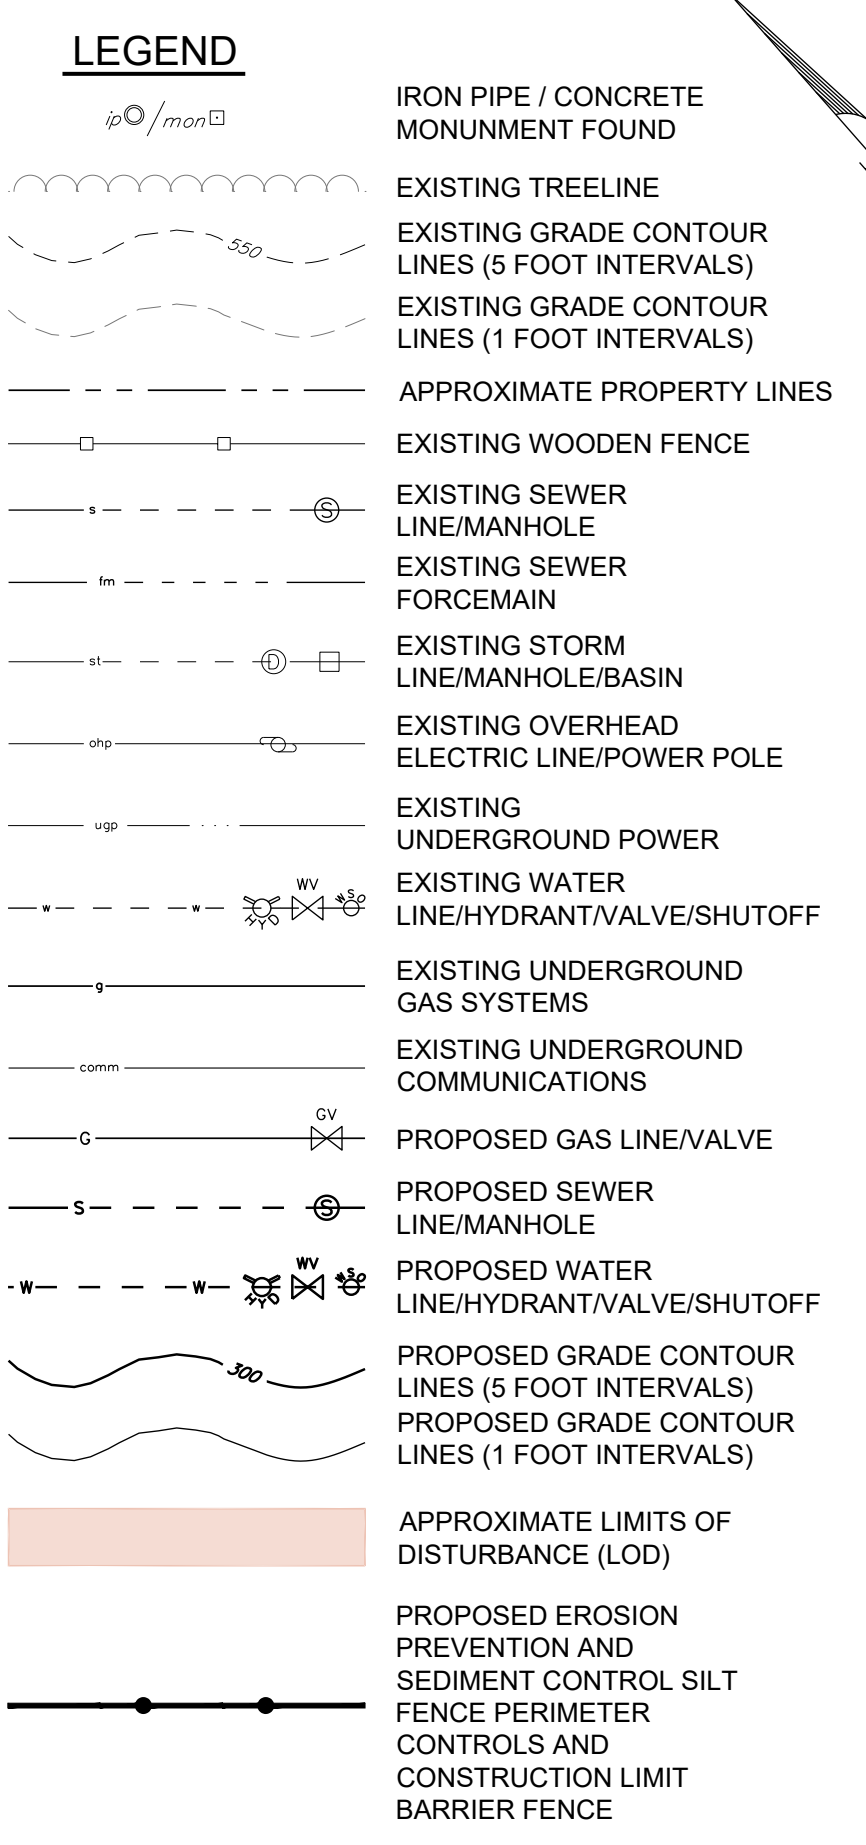 LEGEND
ip / mon
IRON PIPE / CONCRETE
MONUNMENT FOUND
EXISTING TREELINE
550
EXISTING GRADE CONTOUR
LINES (5 FOOT INTERVALS)
EXISTING GRADE CONTOUR
LINES (1 FOOT INTERVALS)
APPROXIMATE PROPERTY LINES
EXISTING WOODEN FENCE
s S
EXISTING SEWER
LINE/MANHOLE
fm
EXISTING SEWER
FORCEMAIN
st D
EXISTING STORM
LINE/MANHOLE/BASIN
ohp
EXISTING OVERHEAD
ELECTRIC LINE/POWER POLE
ugp
EXISTING
UNDERGROUND POWER
w w HYD WV WSO
EXISTING WATER
LINE/HYDRANT/VALVE/SHUTOFF
g
EXISTING UNDERGROUND
GAS SYSTEMS
comm
EXISTING UNDERGROUND
COMMUNICATIONS
G GV
PROPOSED GAS LINE/VALVE
S S
PROPOSED SEWER
LINE/MANHOLE
W W HYD WV WSO
PROPOSED WATER
LINE/HYDRANT/VALVE/SHUTOFF
300
PROPOSED GRADE CONTOUR
LINES (5 FOOT INTERVALS)
PROPOSED GRADE CONTOUR
LINES (1 FOOT INTERVALS)
APPROXIMATE LIMITS OF
DISTURBANCE (LOD)
PROPOSED EROSION
PREVENTION AND
SEDIMENT CONTROL SILT
FENCE PERIMETER
CONTROLS AND
CONSTRUCTION LIMIT
BARRIER FENCE